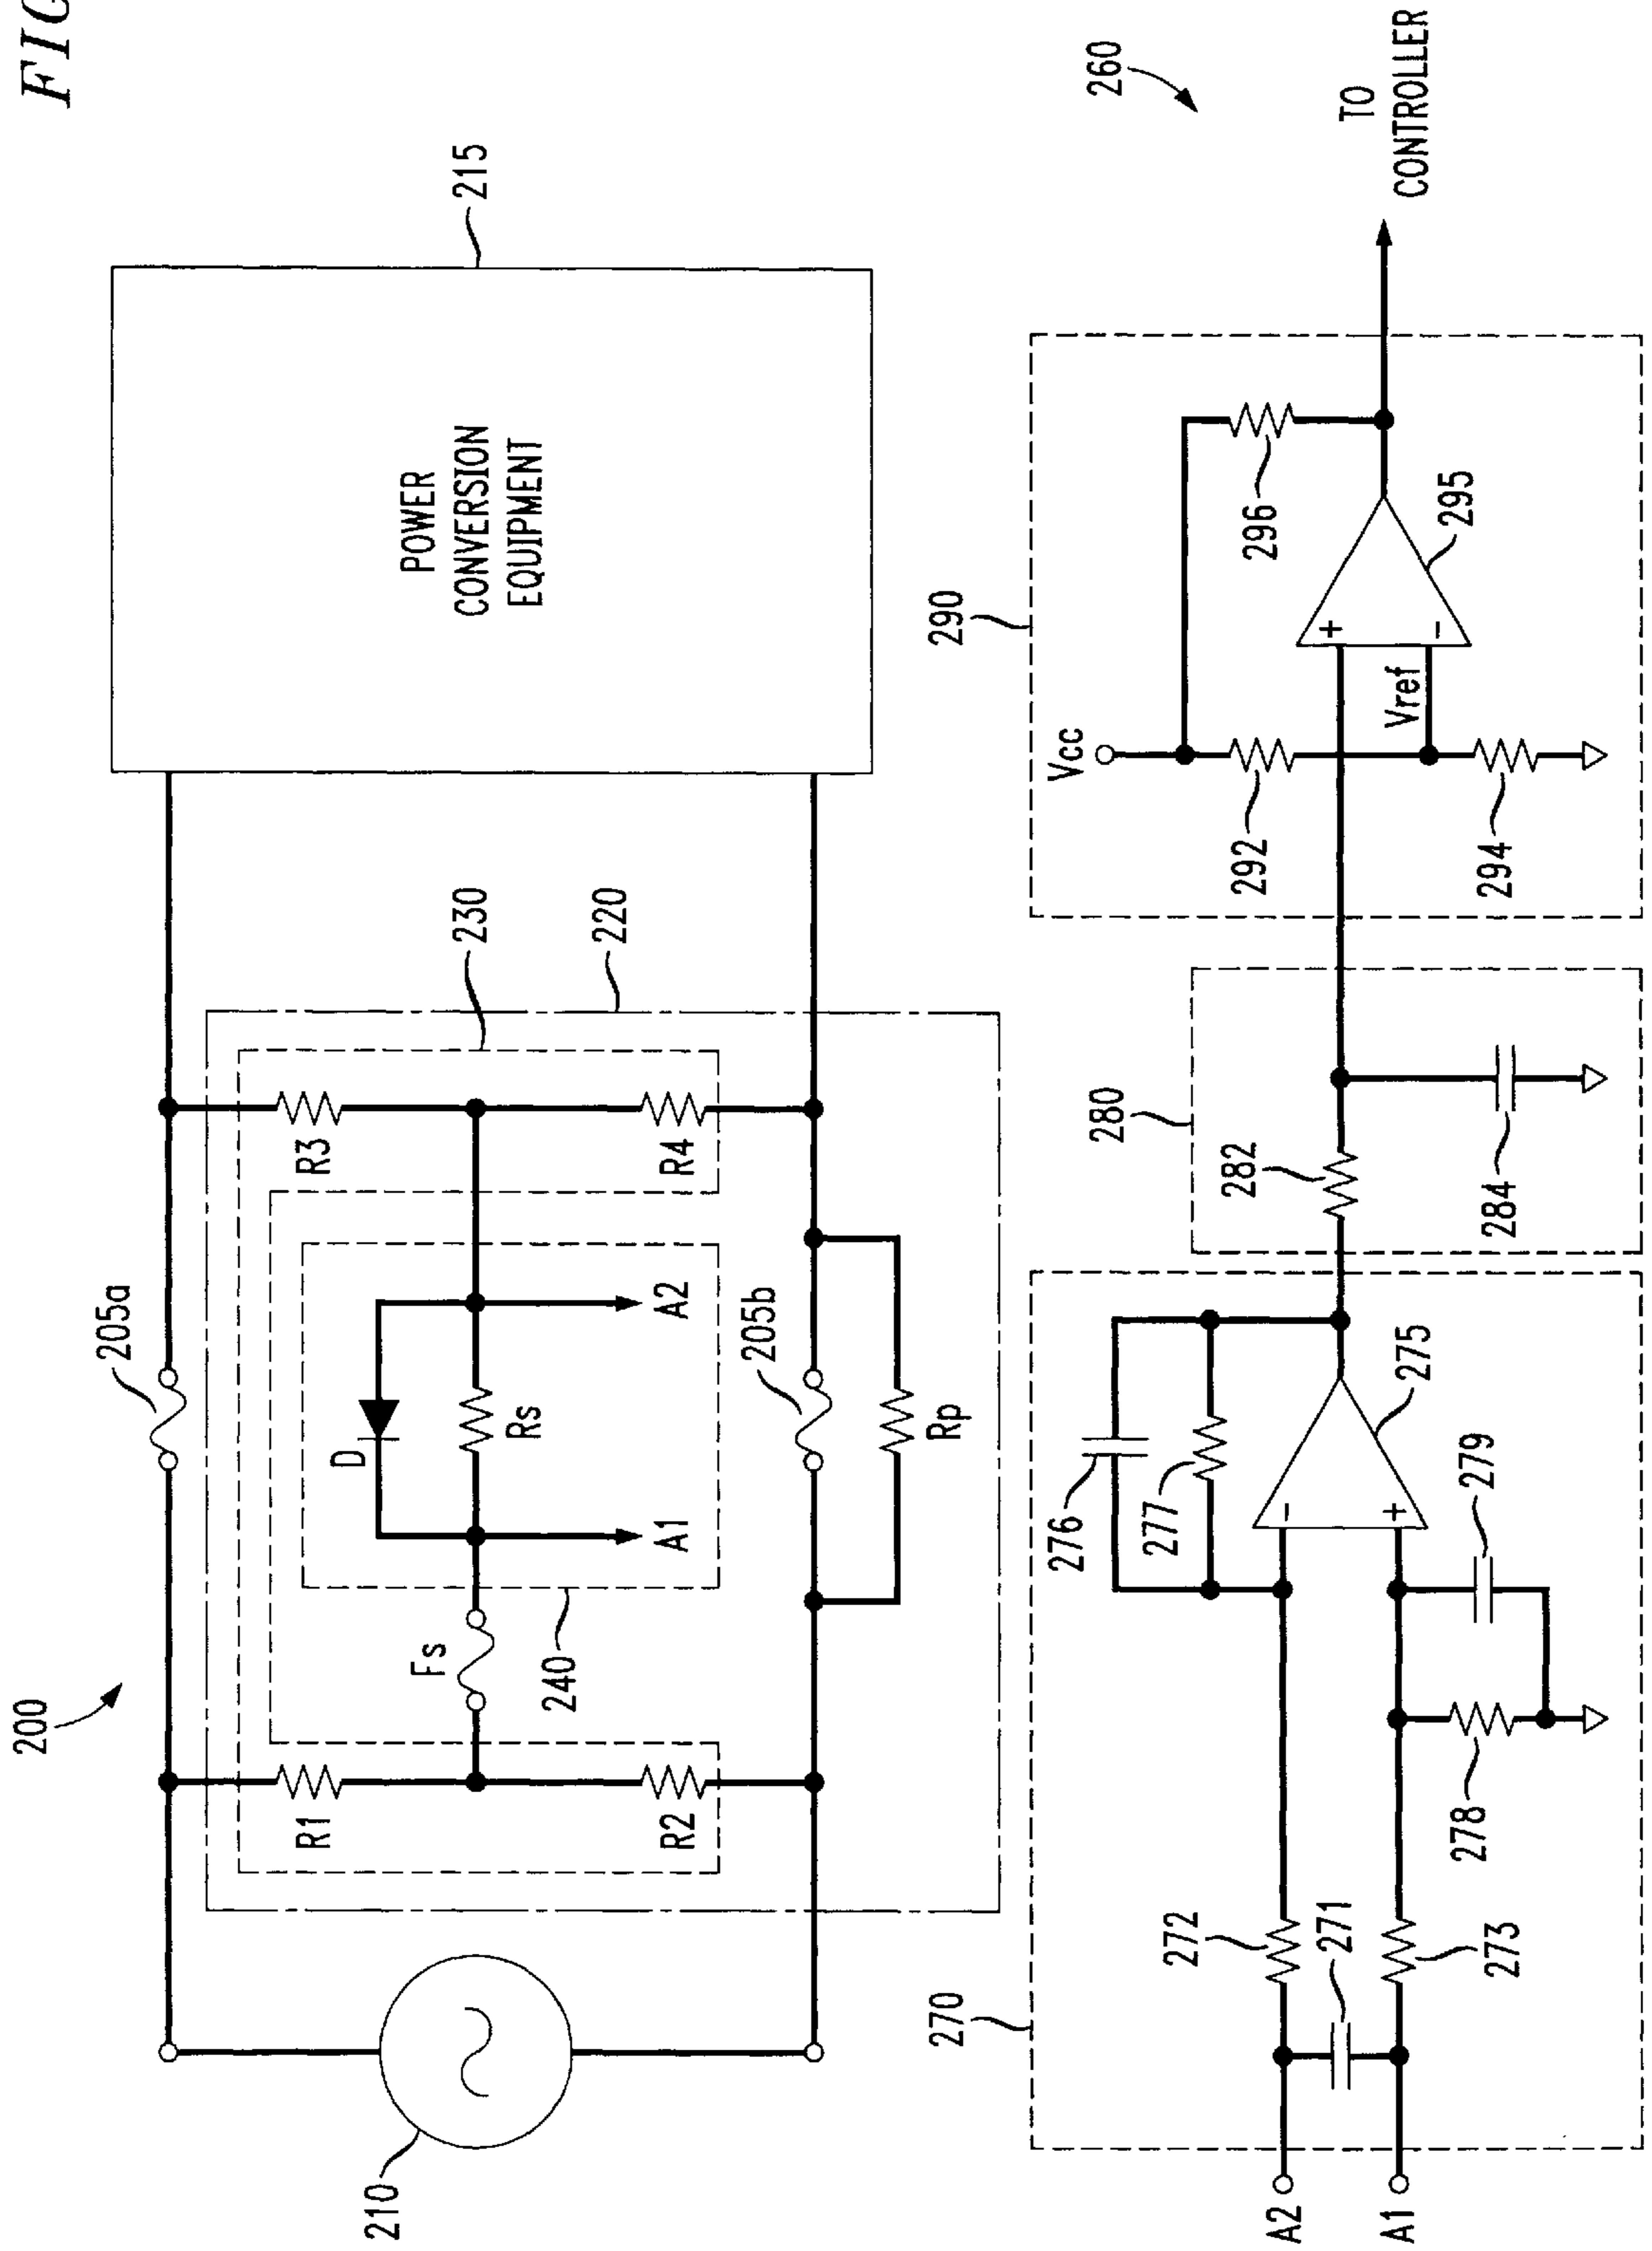 FIG
200
205a
210
215
POWER
CONVERSION
EQUIPMENT
220
230
R1
R2
R3
R4
Fs
240
D
Rs
A1
A2
205b
Rp
260
270
A2
A1
271
272
273
275
276
277
278
279
280
282
284
290
Vcc
292
294
Vref
+
-
295
296
-
+
TO
CONTROLLER